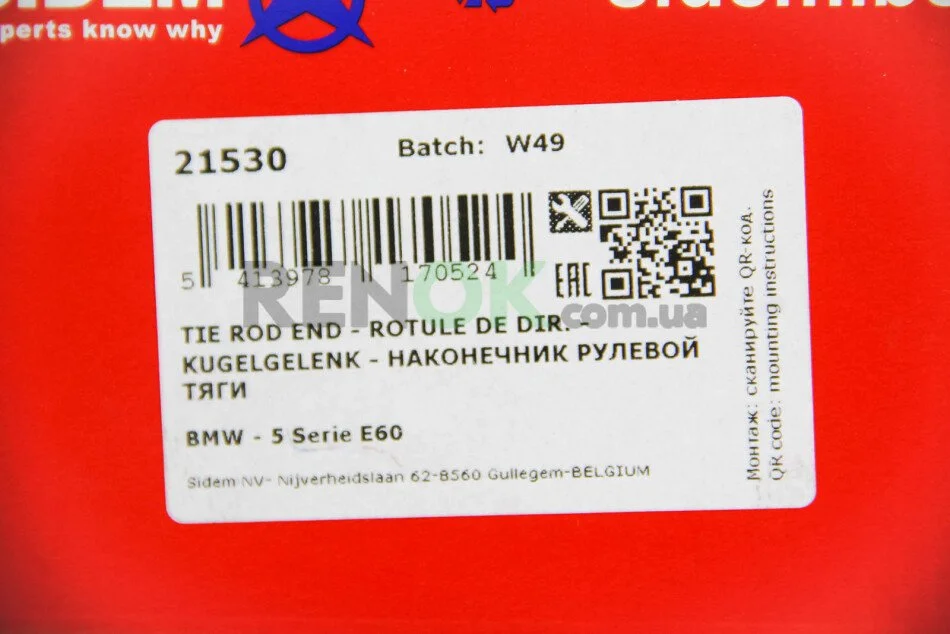 perts know why
21530
Batch: W49
5 413978 170524
EAC
TIE ROD END - ROTULE DE DIR. -
KUGELGELENK - НАКОНЕЧНИК РУЛЕВОЙ
ТЯГИ
BMW - 5 Serie E60
Sidem NV- Nijverheidslaan 62-8560 Gullegem-BELGIUM
Монтаж: сканируйте QR-код.
QR code: mounting instructions
RENOK.com.ua